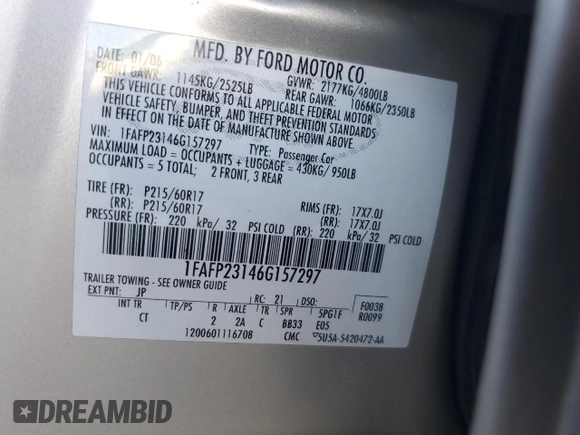 MFD. BY FORD MOTOR CO.
DATE: 01/06
GVWR: 2177KG/4800LB
FRONT GAWR: 1145KG/2525LB
REAR GAWR: 1066KG/2350LB
THIS VEHICLE CONFORMS TO ALL APPLICABLE FEDERAL MOTOR
VEHICLE SAFETY, BUMPER, AND THEFT PREVENTION STANDARDS
IN EFFECT ON THE DATE OF MANUFACTURE SHOWN ABOVE.
VIN: 1FAFP23146G157297 TYPE: Passenger Car
MAXIMUM LOAD = OCCUPANTS + LUGGAGE = 430KG/ 950LB
OCCUPANTS = 5 TOTAL; 2 FRONT, 3 REAR
TIRE (FR): P215/60R17 RIMS (FR): 17X7.0J
(RR): P215/60R17 (RR): 17X7.0J
PRESSURE (FR): 220 kPa/ 32 PSI COLD (RR): 220 kPa/ 32 PSI COLD
1FAFP23146G157297
TRAILER TOWING - SEE OWNER GUIDE
EXT PNT: JP RC: 21 DSO: F0038
R0099
INT TR TP/PS R AXLE TR SPR SPG1F
CT 2 2A C BB33 E05
1200601116708 CMC 5U5A-5420472-AA
DREAMBID